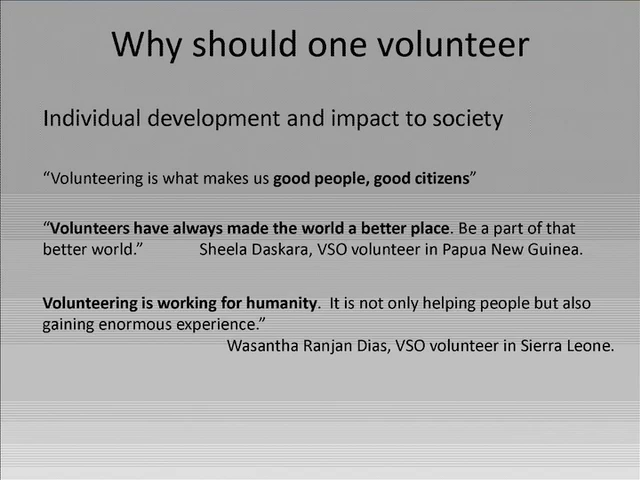 Why should one volunteer
Individual development and impact to society
“Volunteering is what makes us good people, good citizens”
“Volunteers have always made the world a better place. Be a part of that
better world.” Sheela Daskara, VSO volunteer in Papua New Guinea.
Volunteering is working for humanity. It is not only helping people but also
gaining enormous experience.”
Wasantha Ranjan Dias, VSO volunteer in Sierra Leone.